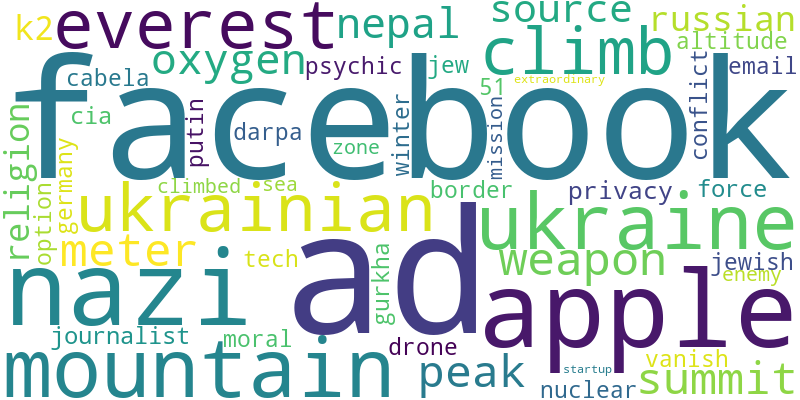 k2
everest
nepal
source
russian
altitude
climb
oxygen
psychic
jew
cabela
51
extraordinary
email
facebook
cia
putin
darpa
winter
mission
conflict
zone
religion
option
germany
climbed
sea
border
privacy
force
ukrainian
ukraine
meter
tech
gurkha
ad
weapon
jewish
enemy
nazi
apple
journalist
moral
drone
mountain
peak
startup
nuclear
vanish
summit